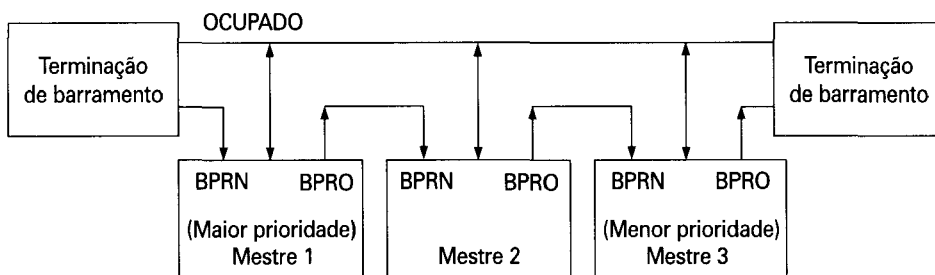 OCUPADO
Terminação
de barramento
Terminação
de barramento
BPRN BPRO
(Maior prioridade)
Mestre 1
BPRN BPRO
Mestre 2
BPRN BPRO
(Menor prioridade)
Mestre 3